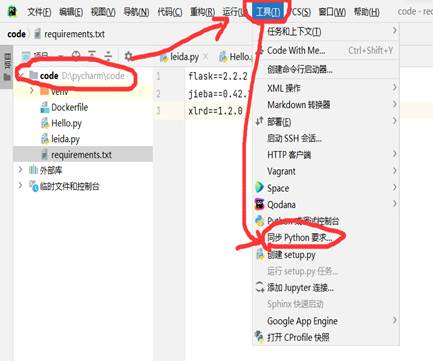 文件(F) 编辑(E) 视图(V) 导航(N) 代码(C) 重构(R) 运行(U) 工具(T) VCS(S) 窗口(W) 帮助(H) code -
code requirements.txt
项目 leida.py Hello.
code D:\pycharm\code
venv
Dockerfile
Hello.py
leida.py
requirements.txt
外部库
临时文件和控制台
1 flask==2.2.2
2 jieba==0.42.
3 xlrd==1.2.0
任务和上下文(T)
Code With Me... Ctrl+Shift+Y
创建命令行启动器...
XML 操作
Markdown 转换器
部署(E)
启动 SSH 会话...
HTTP 客户端
Vagrant
Space
Qodana
Python 或调试控制台
同步 Python 要求...
创建 setup.py
运行 setup.py 任务...
添加 Jupyter 连接...
Sphinx 快速启动
Google App Engine
打开 CProfile 快照